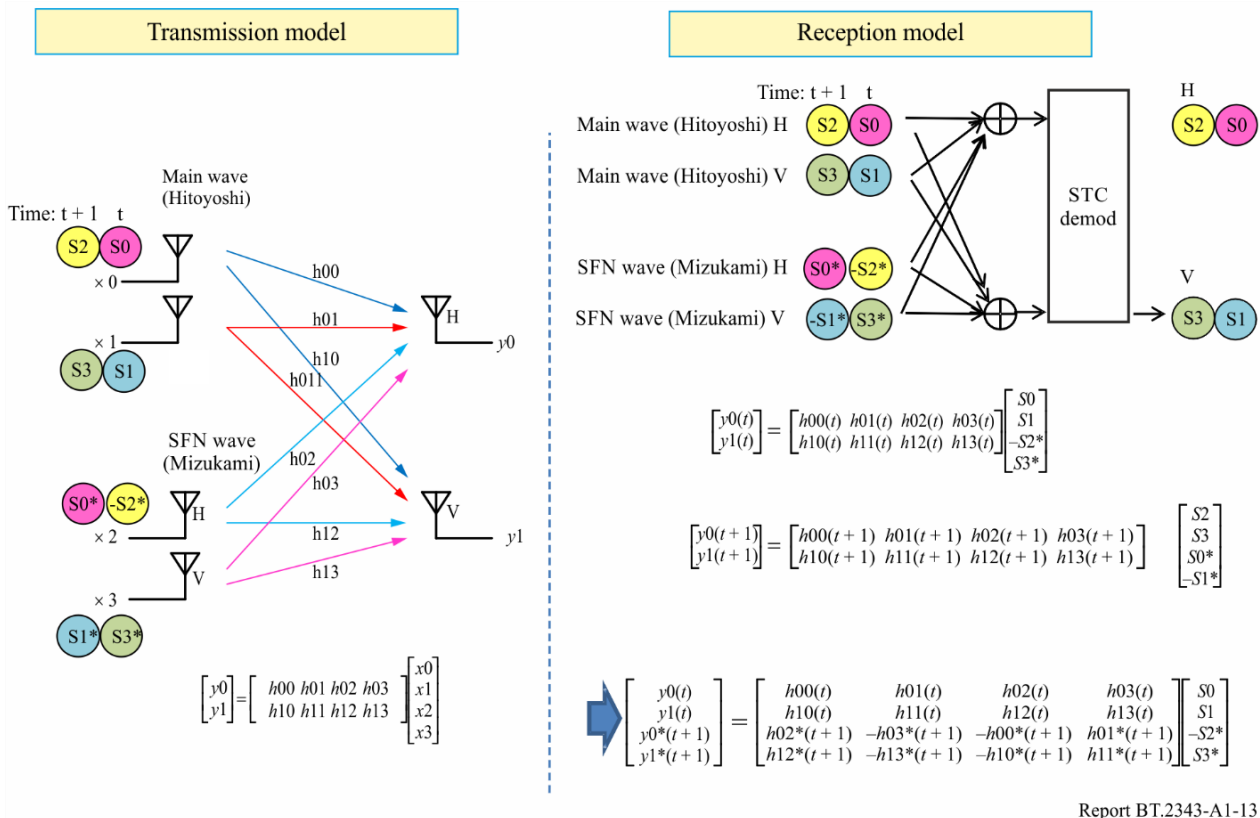 Transmission model
Main wave
(Hitoyoshi)
Time: t + 1 t
S2 S0
× 0
× 1
S3 S1
h00
h01
h10
h011
H
y0
SFN wave
(Mizukami)
h02
h03
S0* -S2*
H
× 2
h12
V
y1
h13
V
× 3
S1* S3*
[y0 y1] = [h00 h01 h02 h03
h10 h11 h12 h13] [x0 x1 x2 x3]
Reception model
Time: t + 1 t
H
Main wave (Hitoyoshi) H S2 S0
S2 S0
Main wave (Hitoyoshi) V S3 S1
STC
demod
SFN wave (Mizukami) H S0* -S2*
V
SFN wave (Mizukami) V -S1* S3*
S3 S1
[y0(t) y1(t)] = [h00(t) h01(t) h02(t) h03(t)
h10(t) h11(t) h12(t) h13(t)] [S0 S1 –S2* S3*]
[y0(t + 1) y1(t + 1)] = [h00(t + 1) h01(t + 1) h02(t + 1) h03(t + 1)
h10(t + 1) h11(t + 1) h12(t + 1) h13(t + 1)] [S2 S3 S0* –S1*]
y0(t) h00(t) h01(t) h02(t) h03(t) S0
y1(t) = h10(t) h11(t) h12(t) h13(t) S1
y0*(t + 1) h02*(t + 1) –h03*(t + 1) –h00*(t + 1) h01*(t + 1) –S2*
y1*(t + 1) h12*(t + 1) –h13*(t + 1) –h10*(t + 1) h11*(t + 1) S3*
Report BT.2343-A1-13